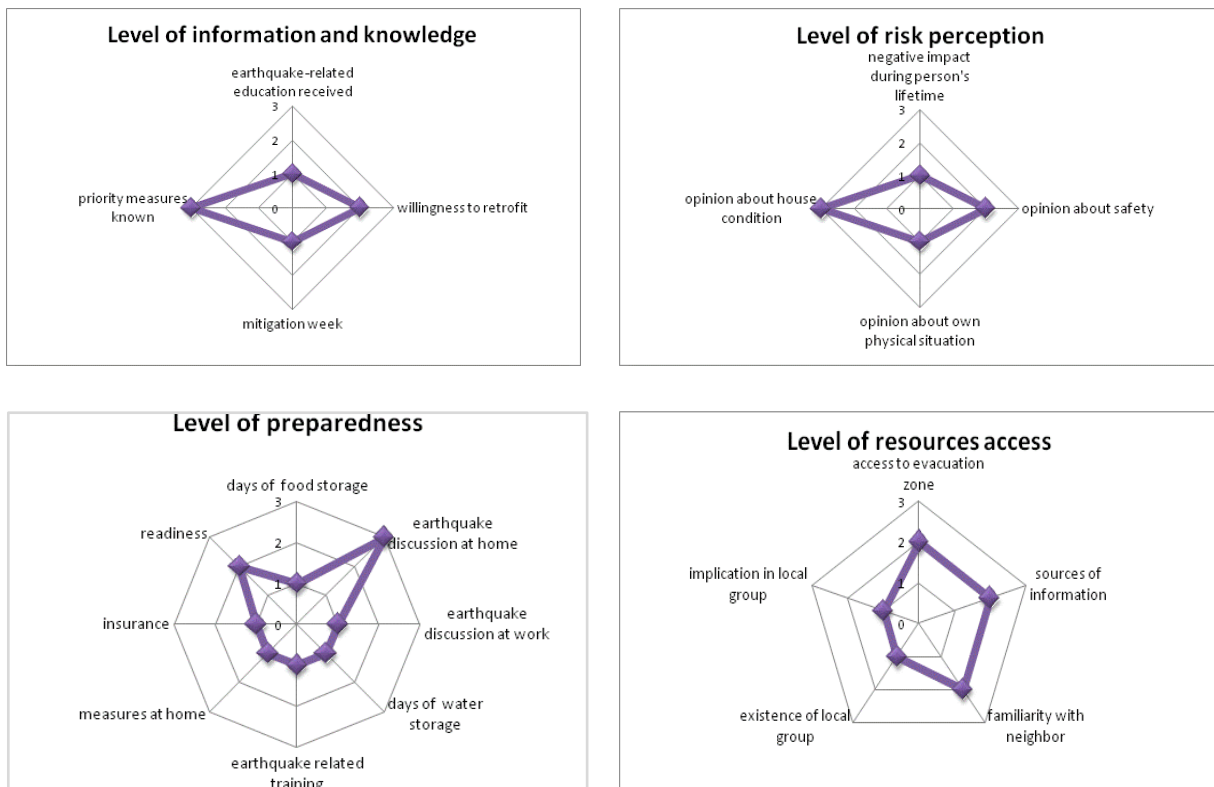 Level of information and knowledge
earthquake-related
education received
3
2
1
0
priority measures
known
willingness to retrofit
mitigation week
Level of risk perception
negative impact
during person's
lifetime
3
2
1
0
opinion about house
condition
opinion about safety
opinion about own
physical situation
Level of preparedness
days of food storage
3
2
1
0
readiness
earthquake
discussion at home
insurance
earthquake
discussion at work
measures at home
days of water
storage
earthquake related
training
Level of resources access
access to evacuation
zone
3
2
1
0
implication in local
group
sources of
information
existence of local
group
familiarity with
neighbor